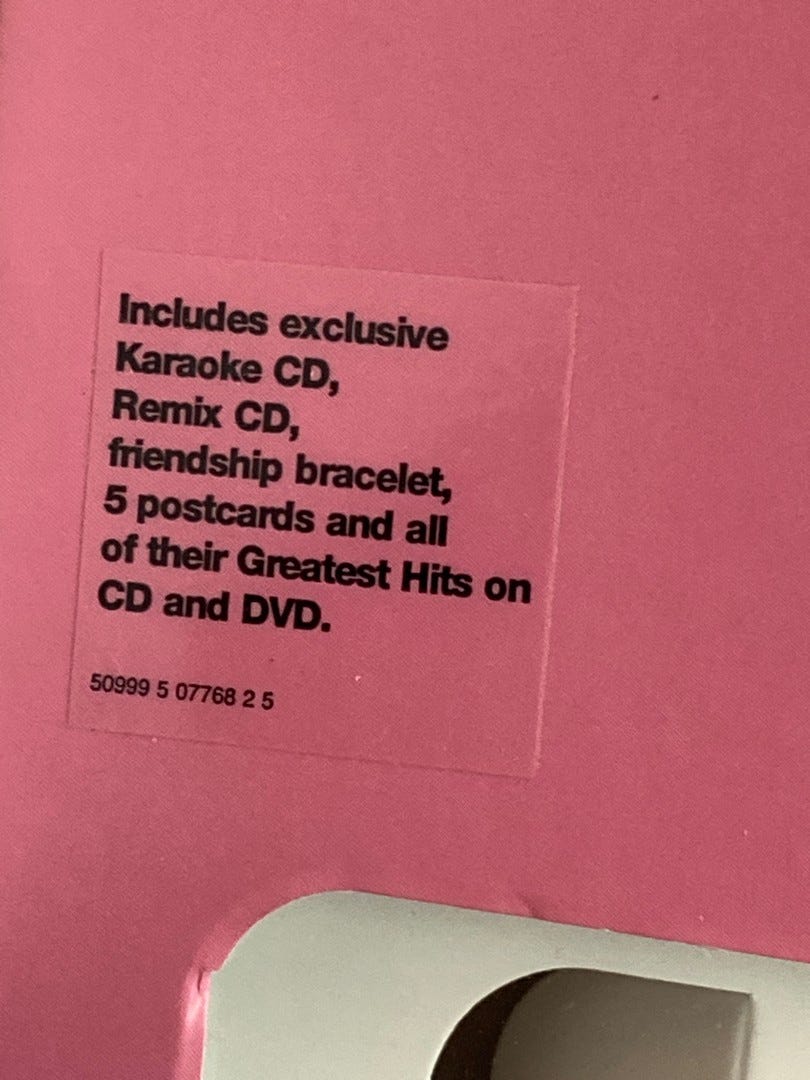 Includes exclusive
Karaoke CD,
Remix CD,
friendship bracelet,
5 postcards and all
of their Greatest Hits on
CD and DVD.
50999 5 07768 2 5